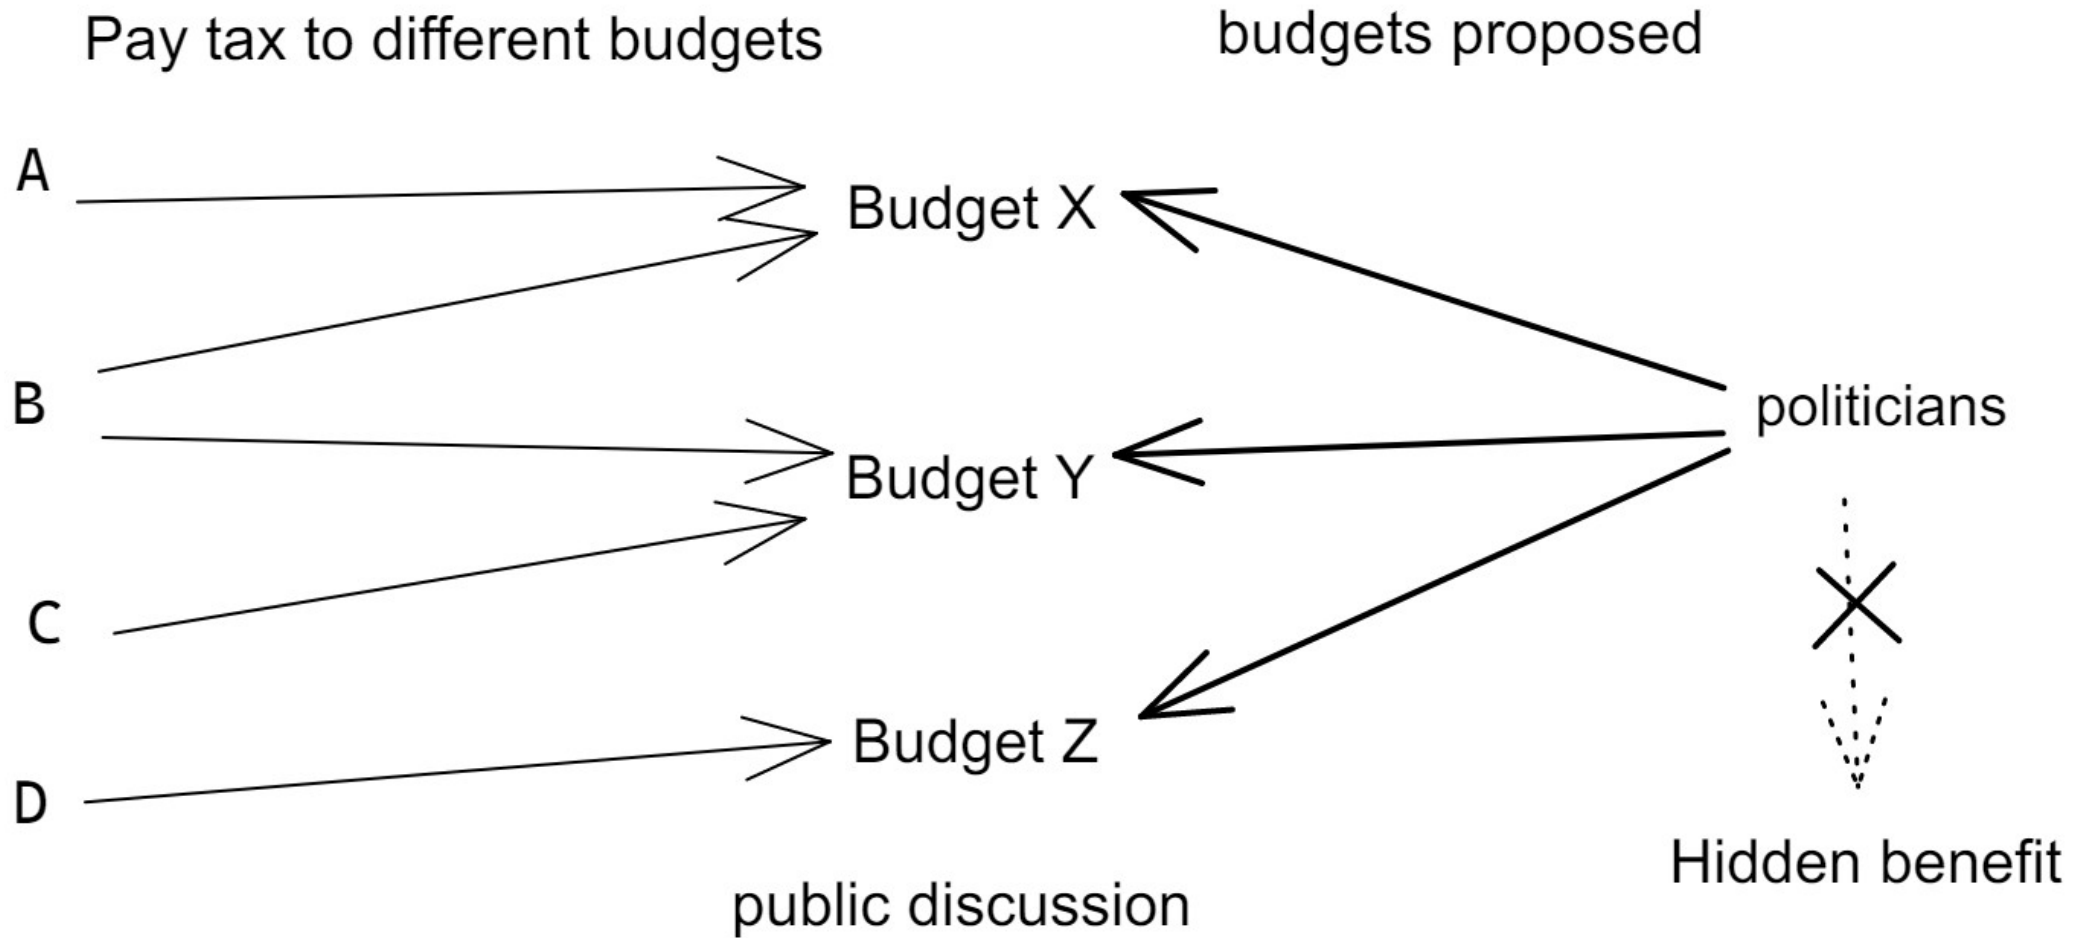 Pay tax to different budgets
budgets proposed
A
Budget X
B
politicians
Budget Y
C
D
Budget Z
Hidden benefit
public discussion